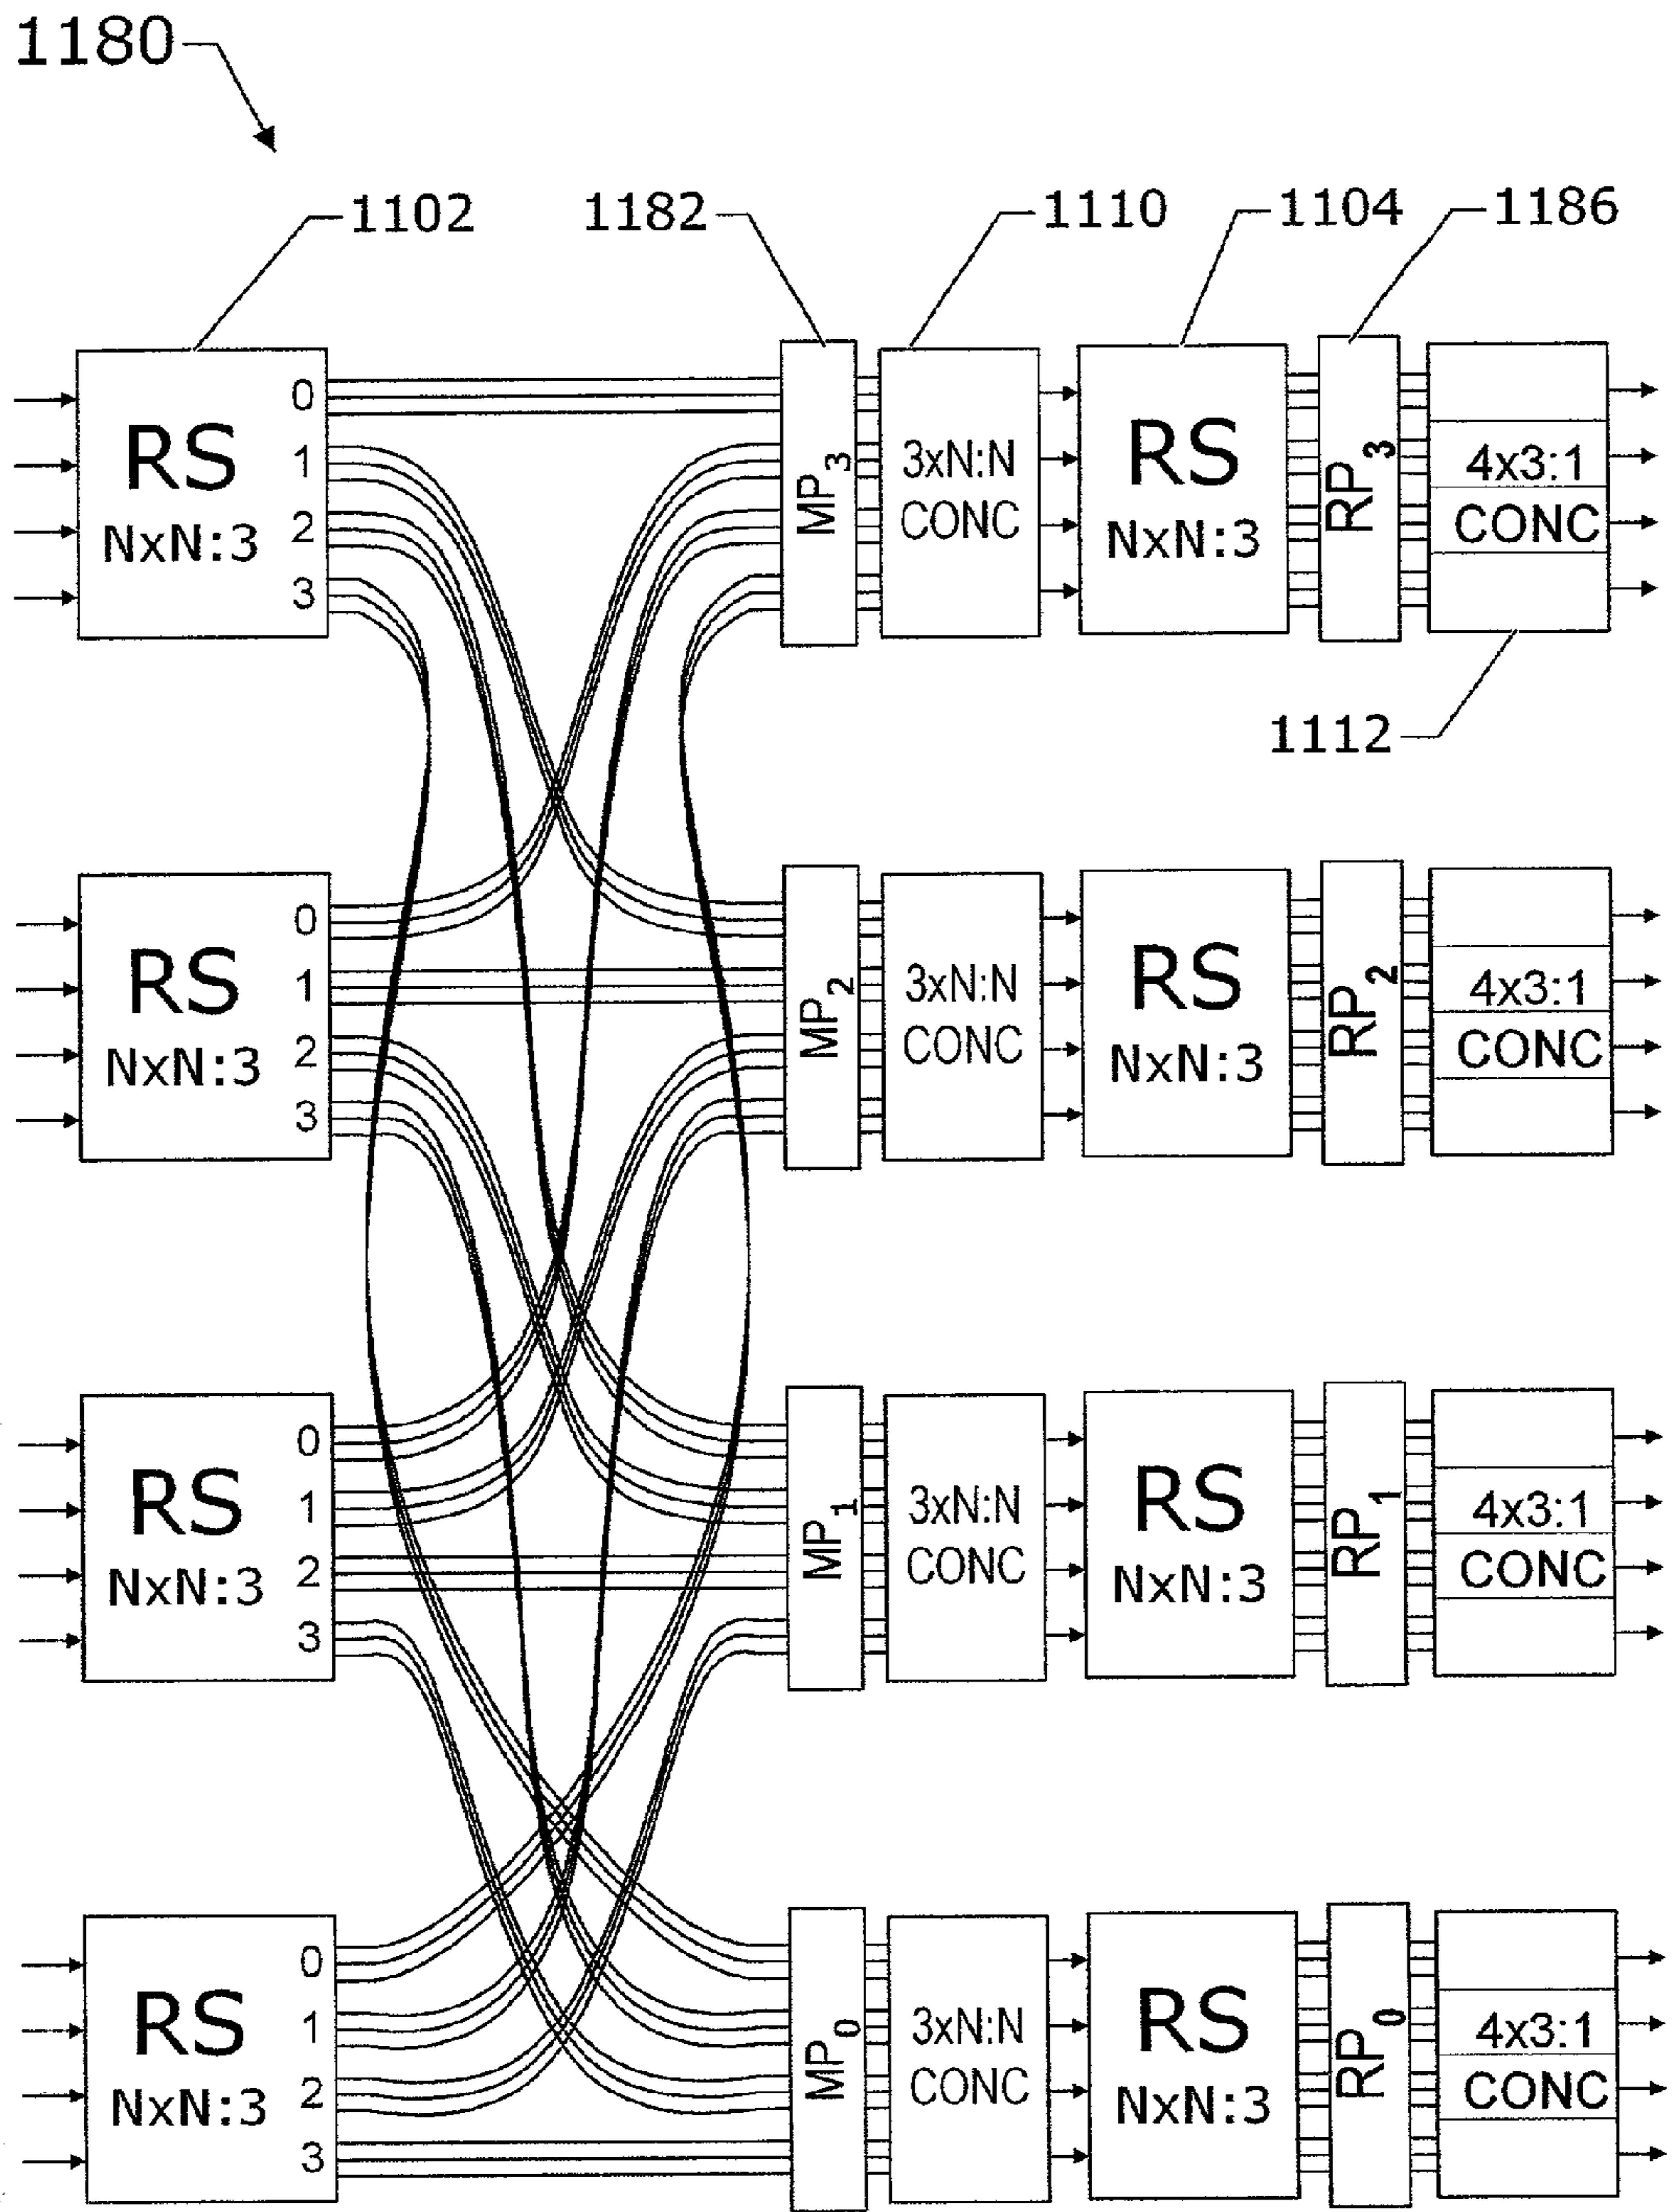 1180
1102 1182 1110 1104 1186
RS NxN:3 0 1 2 3 MP3 3xN:N CONC RS NxN:3 RP3 4x3:1 CONC
1112
RS NxN:3 0 1 2 3 MP2 3xN:N CONC RS NxN:3 RP2 4x3:1 CONC
RS NxN:3 0 1 2 3 MP1 3xN:N CONC RS NxN:3 RP1 4x3:1 CONC
RS NxN:3 0 1 2 3 MP0 3xN:N CONC RS NxN:3 RP0 4x3:1 CONC